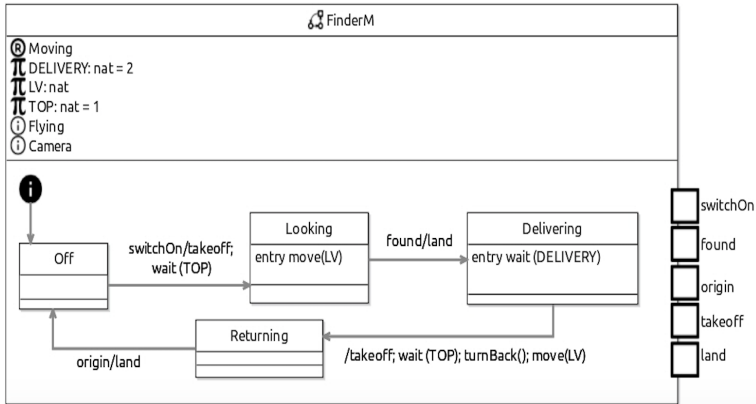 FinderM
R Moving
π DELIVERY: nat = 2
π LV: nat
π TOP: nat = 1
i Flying
i Camera
i
switchOn
found
origin
takeoff
land
Off
switchOn/takeoff;
wait (TOP)
Looking
entry move(LV)
found/land
Delivering
entry wait (DELIVERY)
Returning
/takeoff; wait (TOP); turnBack(); move(LV)
origin/land